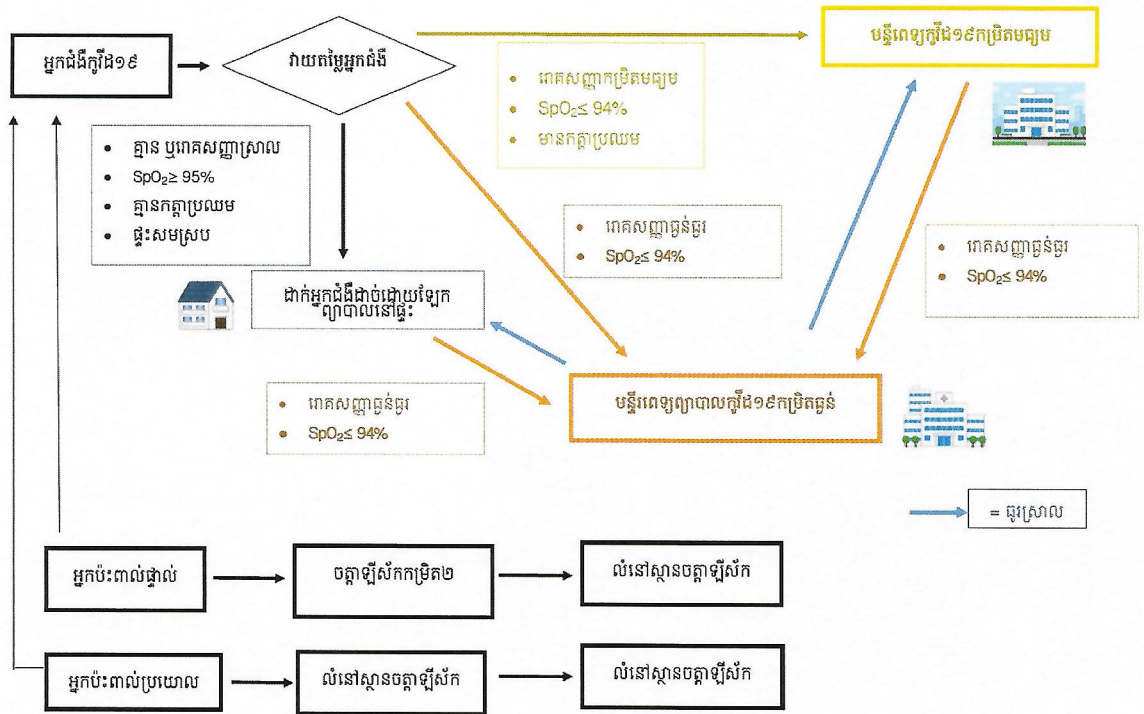 អ្នកជំងឺកូវីដ១៩
វាយតម្លៃអ្នកជំងឺ
មន្ទីរពេទ្យកូវីដ១៩កម្រិតមធ្យម
• រោគសញ្ញាកម្រិតមធ្យម
• SpO₂≤ 94%
• មានកត្តាប្រឈម
• គ្មាន ឬរោគសញ្ញាស្រាល
• SpO₂≥ 95%
• គ្មានកត្តាប្រឈម
• ផ្ទះសមស្រប
• រោគសញ្ញាធ្ងន់ធ្ងរ
• SpO₂≤ 94%
• រោគសញ្ញាធ្ងន់ធ្ងរ
• SpO₂≤ 94%
ដាក់អ្នកជំងឺដាច់ដោយឡែក
ព្យាបាលនៅផ្ទះ
• រោគសញ្ញាធ្ងន់ធ្ងរ
• SpO₂≤ 94%
មន្ទីរពេទ្យព្យាបាលកូវីដ១៩កម្រិតធ្ងន់
= ធូរស្រាល
អ្នកប៉ះពាល់ផ្ទាល់
ចត្តាឡីស័កកម្រិត២
លំនៅស្ថានចត្តាឡីស័ក
អ្នកប៉ះពាល់ប្រយោល
លំនៅស្ថានចត្តាឡីស័ក
លំនៅស្ថានចត្តាឡីស័ក